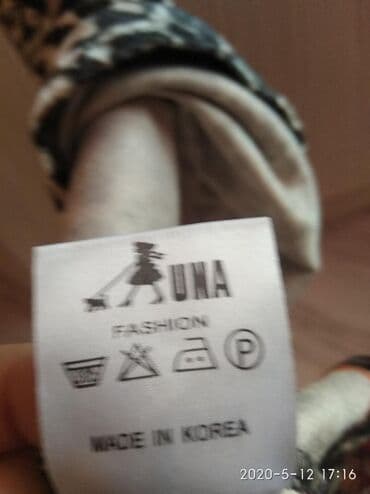 UNA
FASHION
P
MADE IN KOREA
2020-5-12 17:16